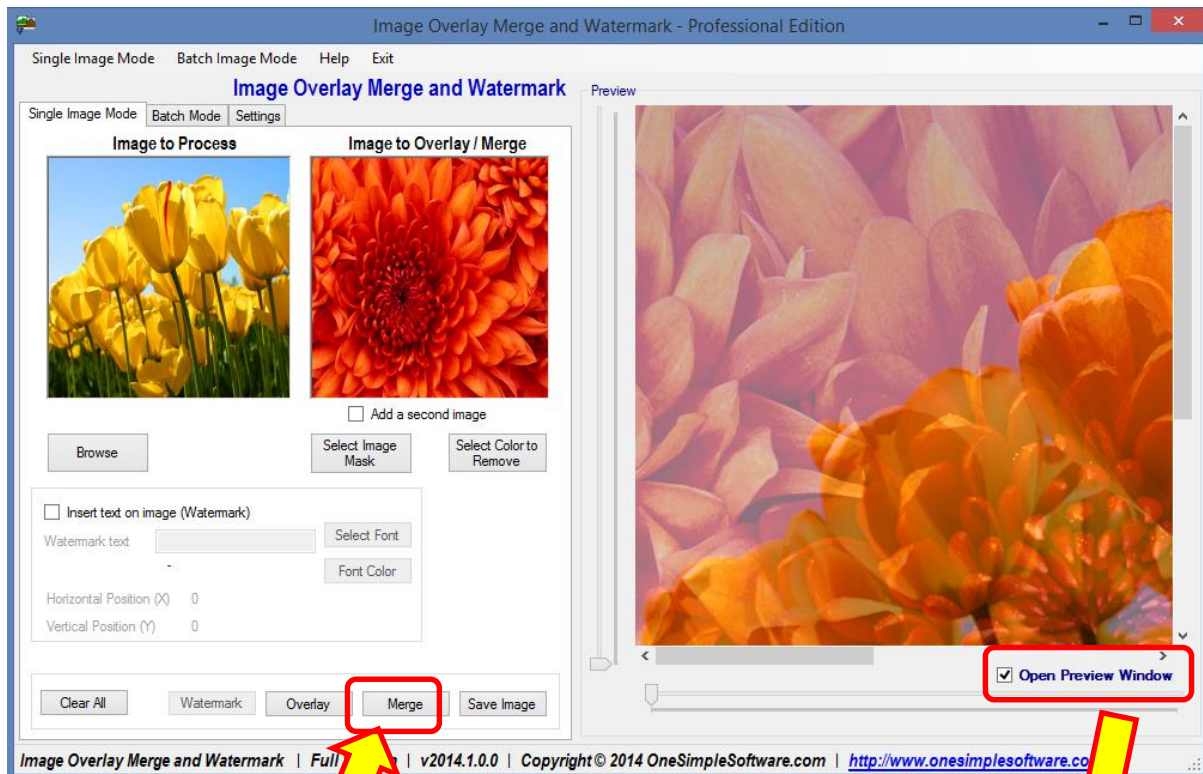 Image Overlay Merge and Watermark - Professional Edition
Single Image Mode Batch Image Mode Help Exit
Image Overlay Merge and Watermark
Single Image Mode Batch Mode Settings
Image to Process Image to Overlay / Merge
Add a second image
Browse
Select Image
Mask
Select Color to
Remove
Insert text on image (Watermark)
Watermark text
Select Font
-
Font Color
Horizontal Position (X) 0
Vertical Position (Y) 0
Clear All Watermark Overlay Merge Save Image
Preview
Open Preview Window
Image Overlay Merge and Watermark | Full | v2014.1.0.0 | Copyright © 2014 OneSimpleSoftware.com | http://www.onesimplesoftware.co